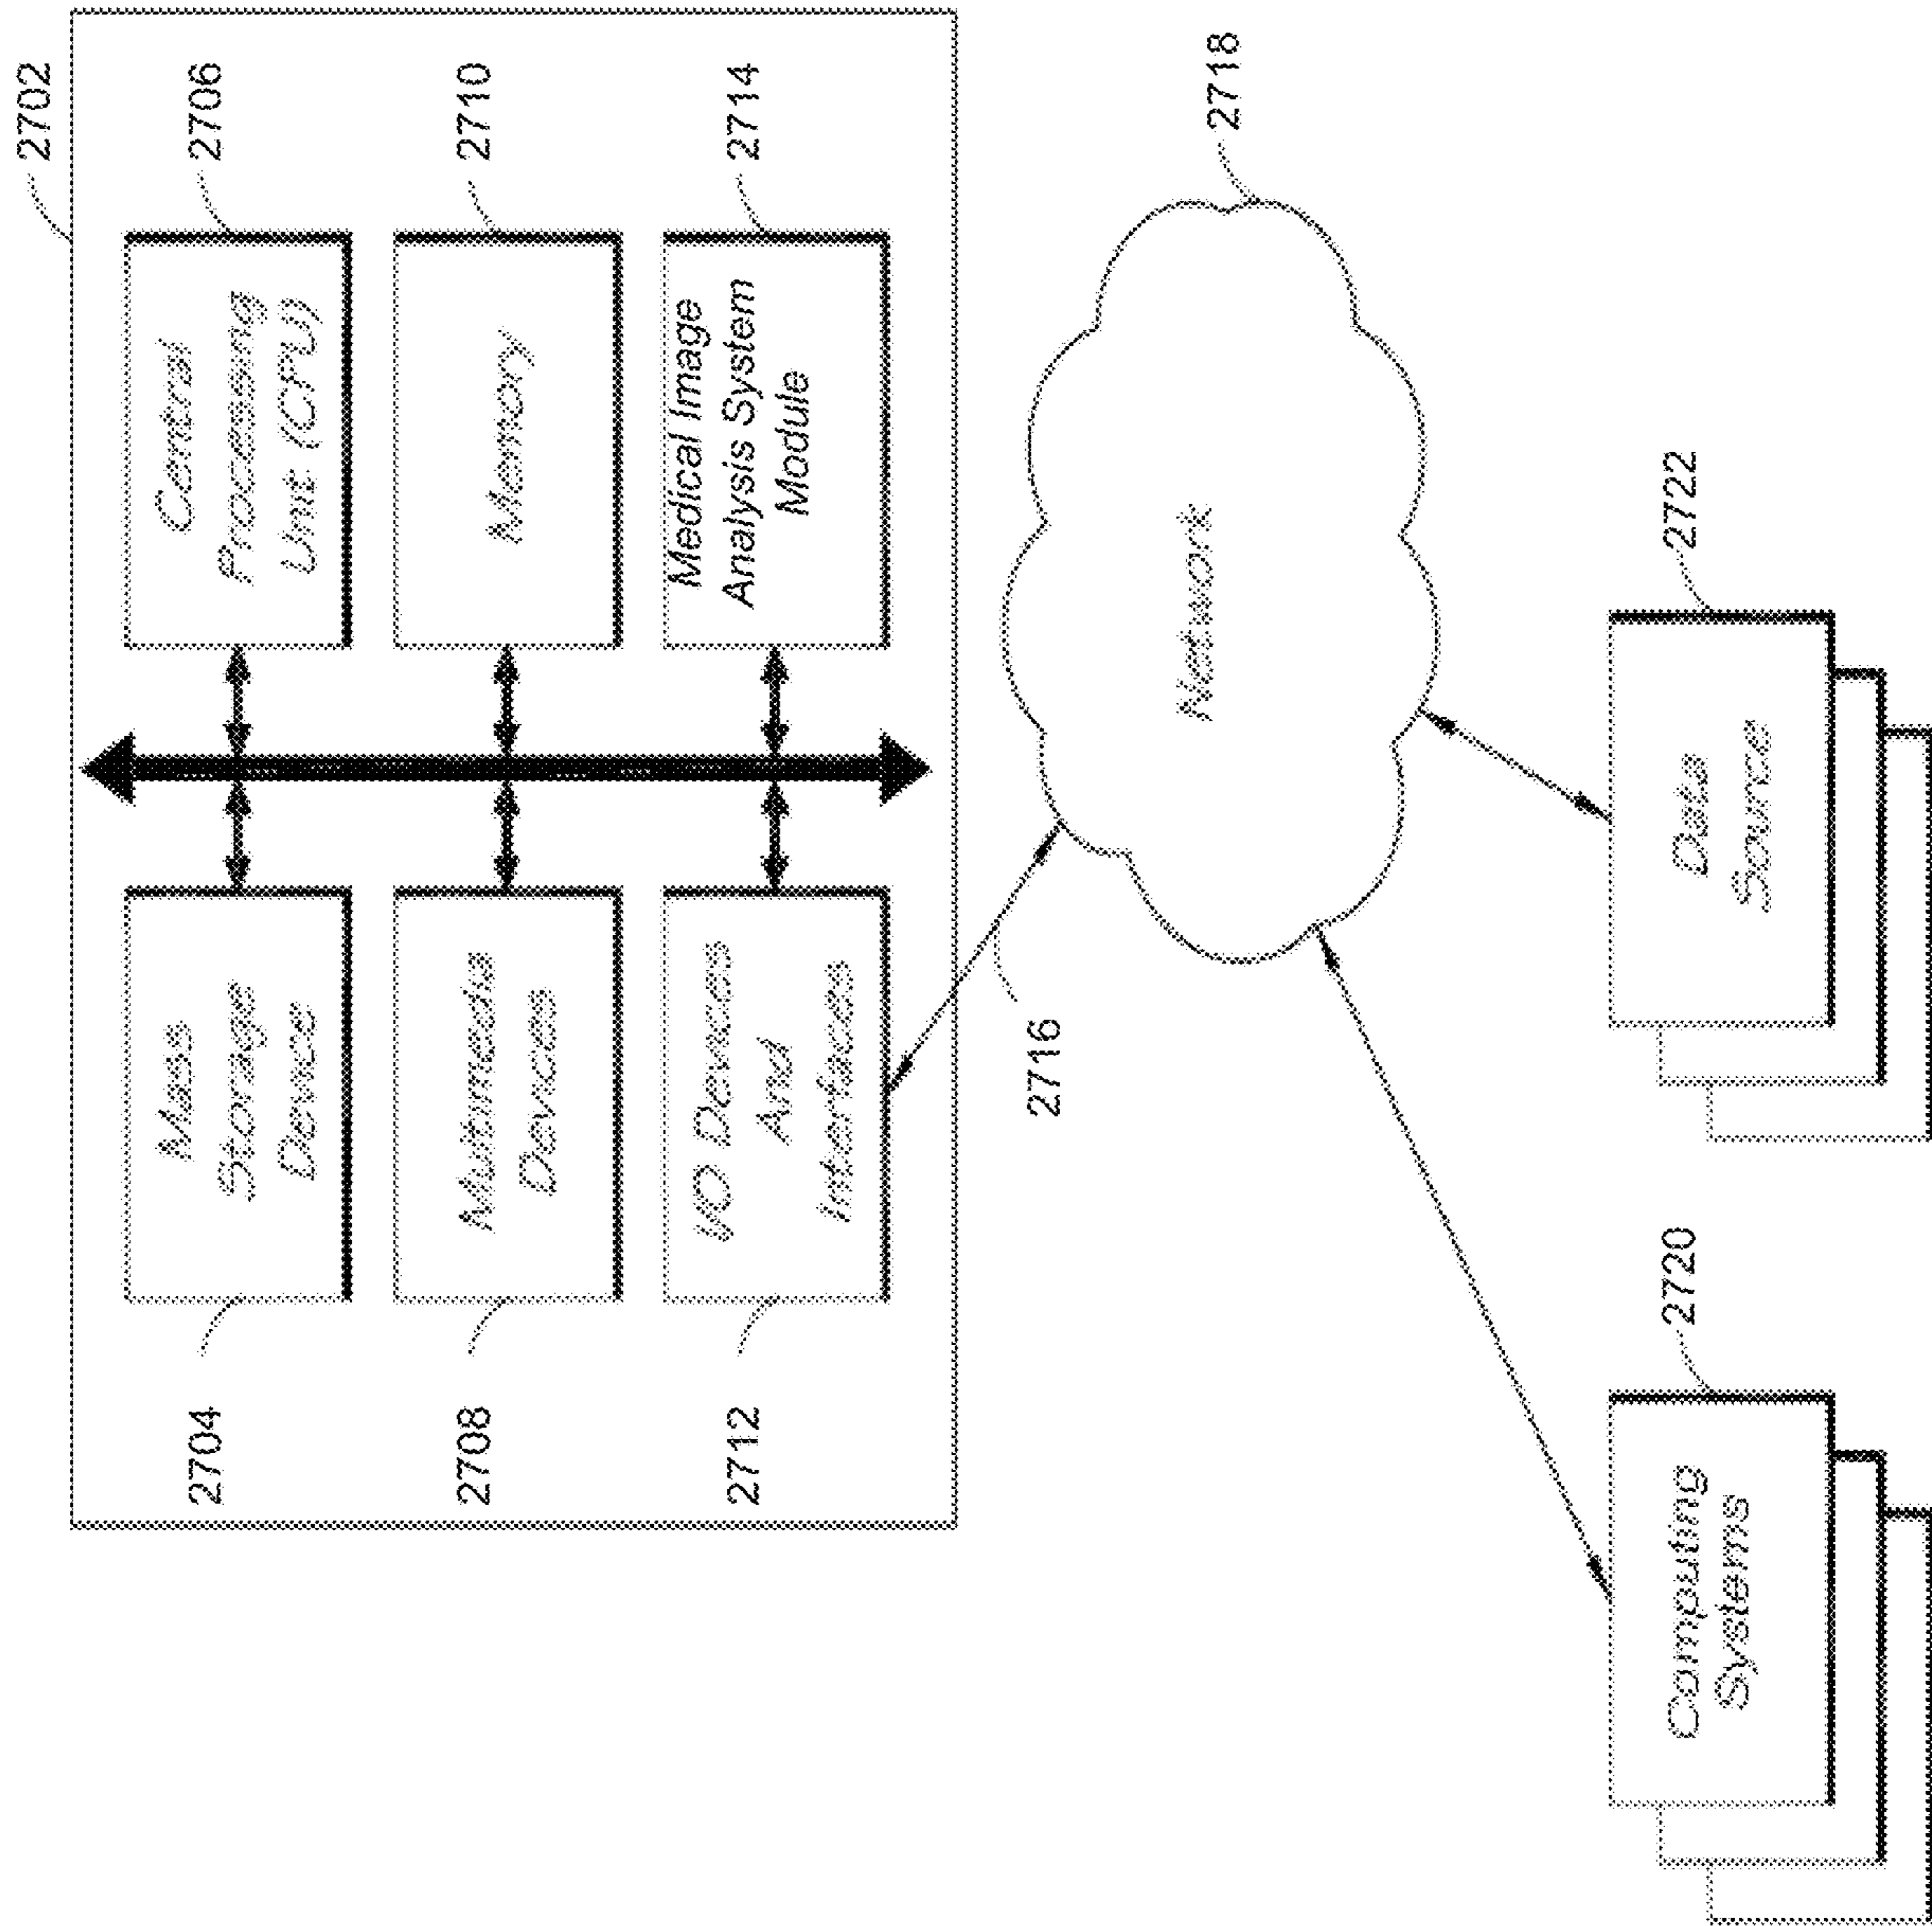 2702
2704
Mass
Storage
Device
Central
Processing
Unit (CPU)
2706
2708
Mutimedia
Devices
Memory
2710
2712
I/O Devices
And
Interfaces
Medical Image
Analysis System
Module
2714
2716
Network
2718
2720
Computing
Systems
2722
Data
Source